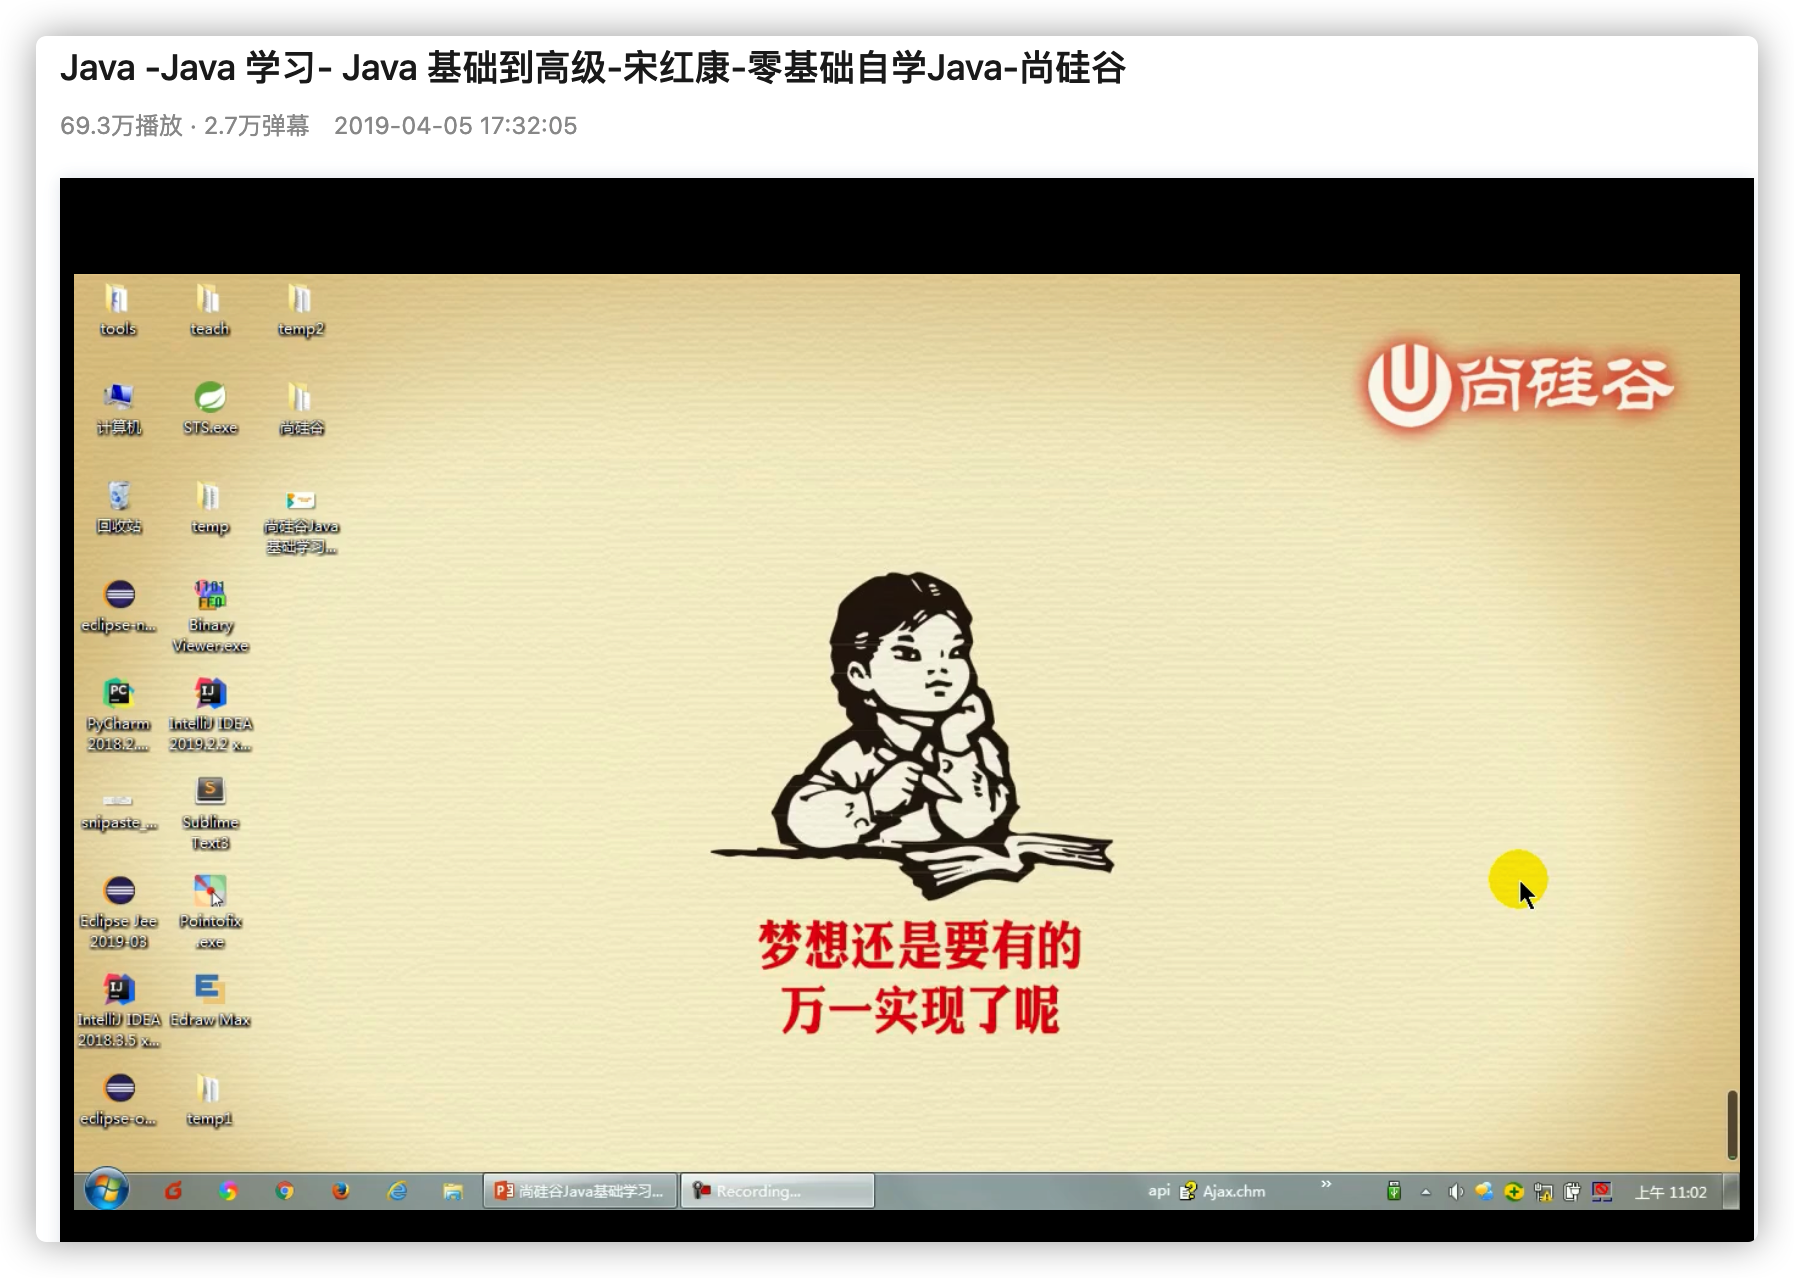 Java -Java 学习- Java 基础到高级-宋红康-零基础自学Java-尚硅谷
69.3万播放 · 2.7万弹幕 2019-04-05 17:32:05
tools
teach
temp2
尚硅谷
计算机
STS.exe
尚硅谷
回收站
temp
尚硅谷Java
基础学习...
eclipse-n...
Binary
Viewer.exe
PyCharm
2018.2....
IntelliJ IDEA
2019.2.2 x...
snipaste_...
Sublime
Text3
Eclipse Jee
2019-03
Pointofix
.exe
IntelliJ IDEA
2018.3.5 x...
Edraw Max
eclipse-o...
temp1
梦想还是要有的
万一实现了呢
尚硅谷Java基础学习...
Recording...
api
Ajax.chm
上午 11:02